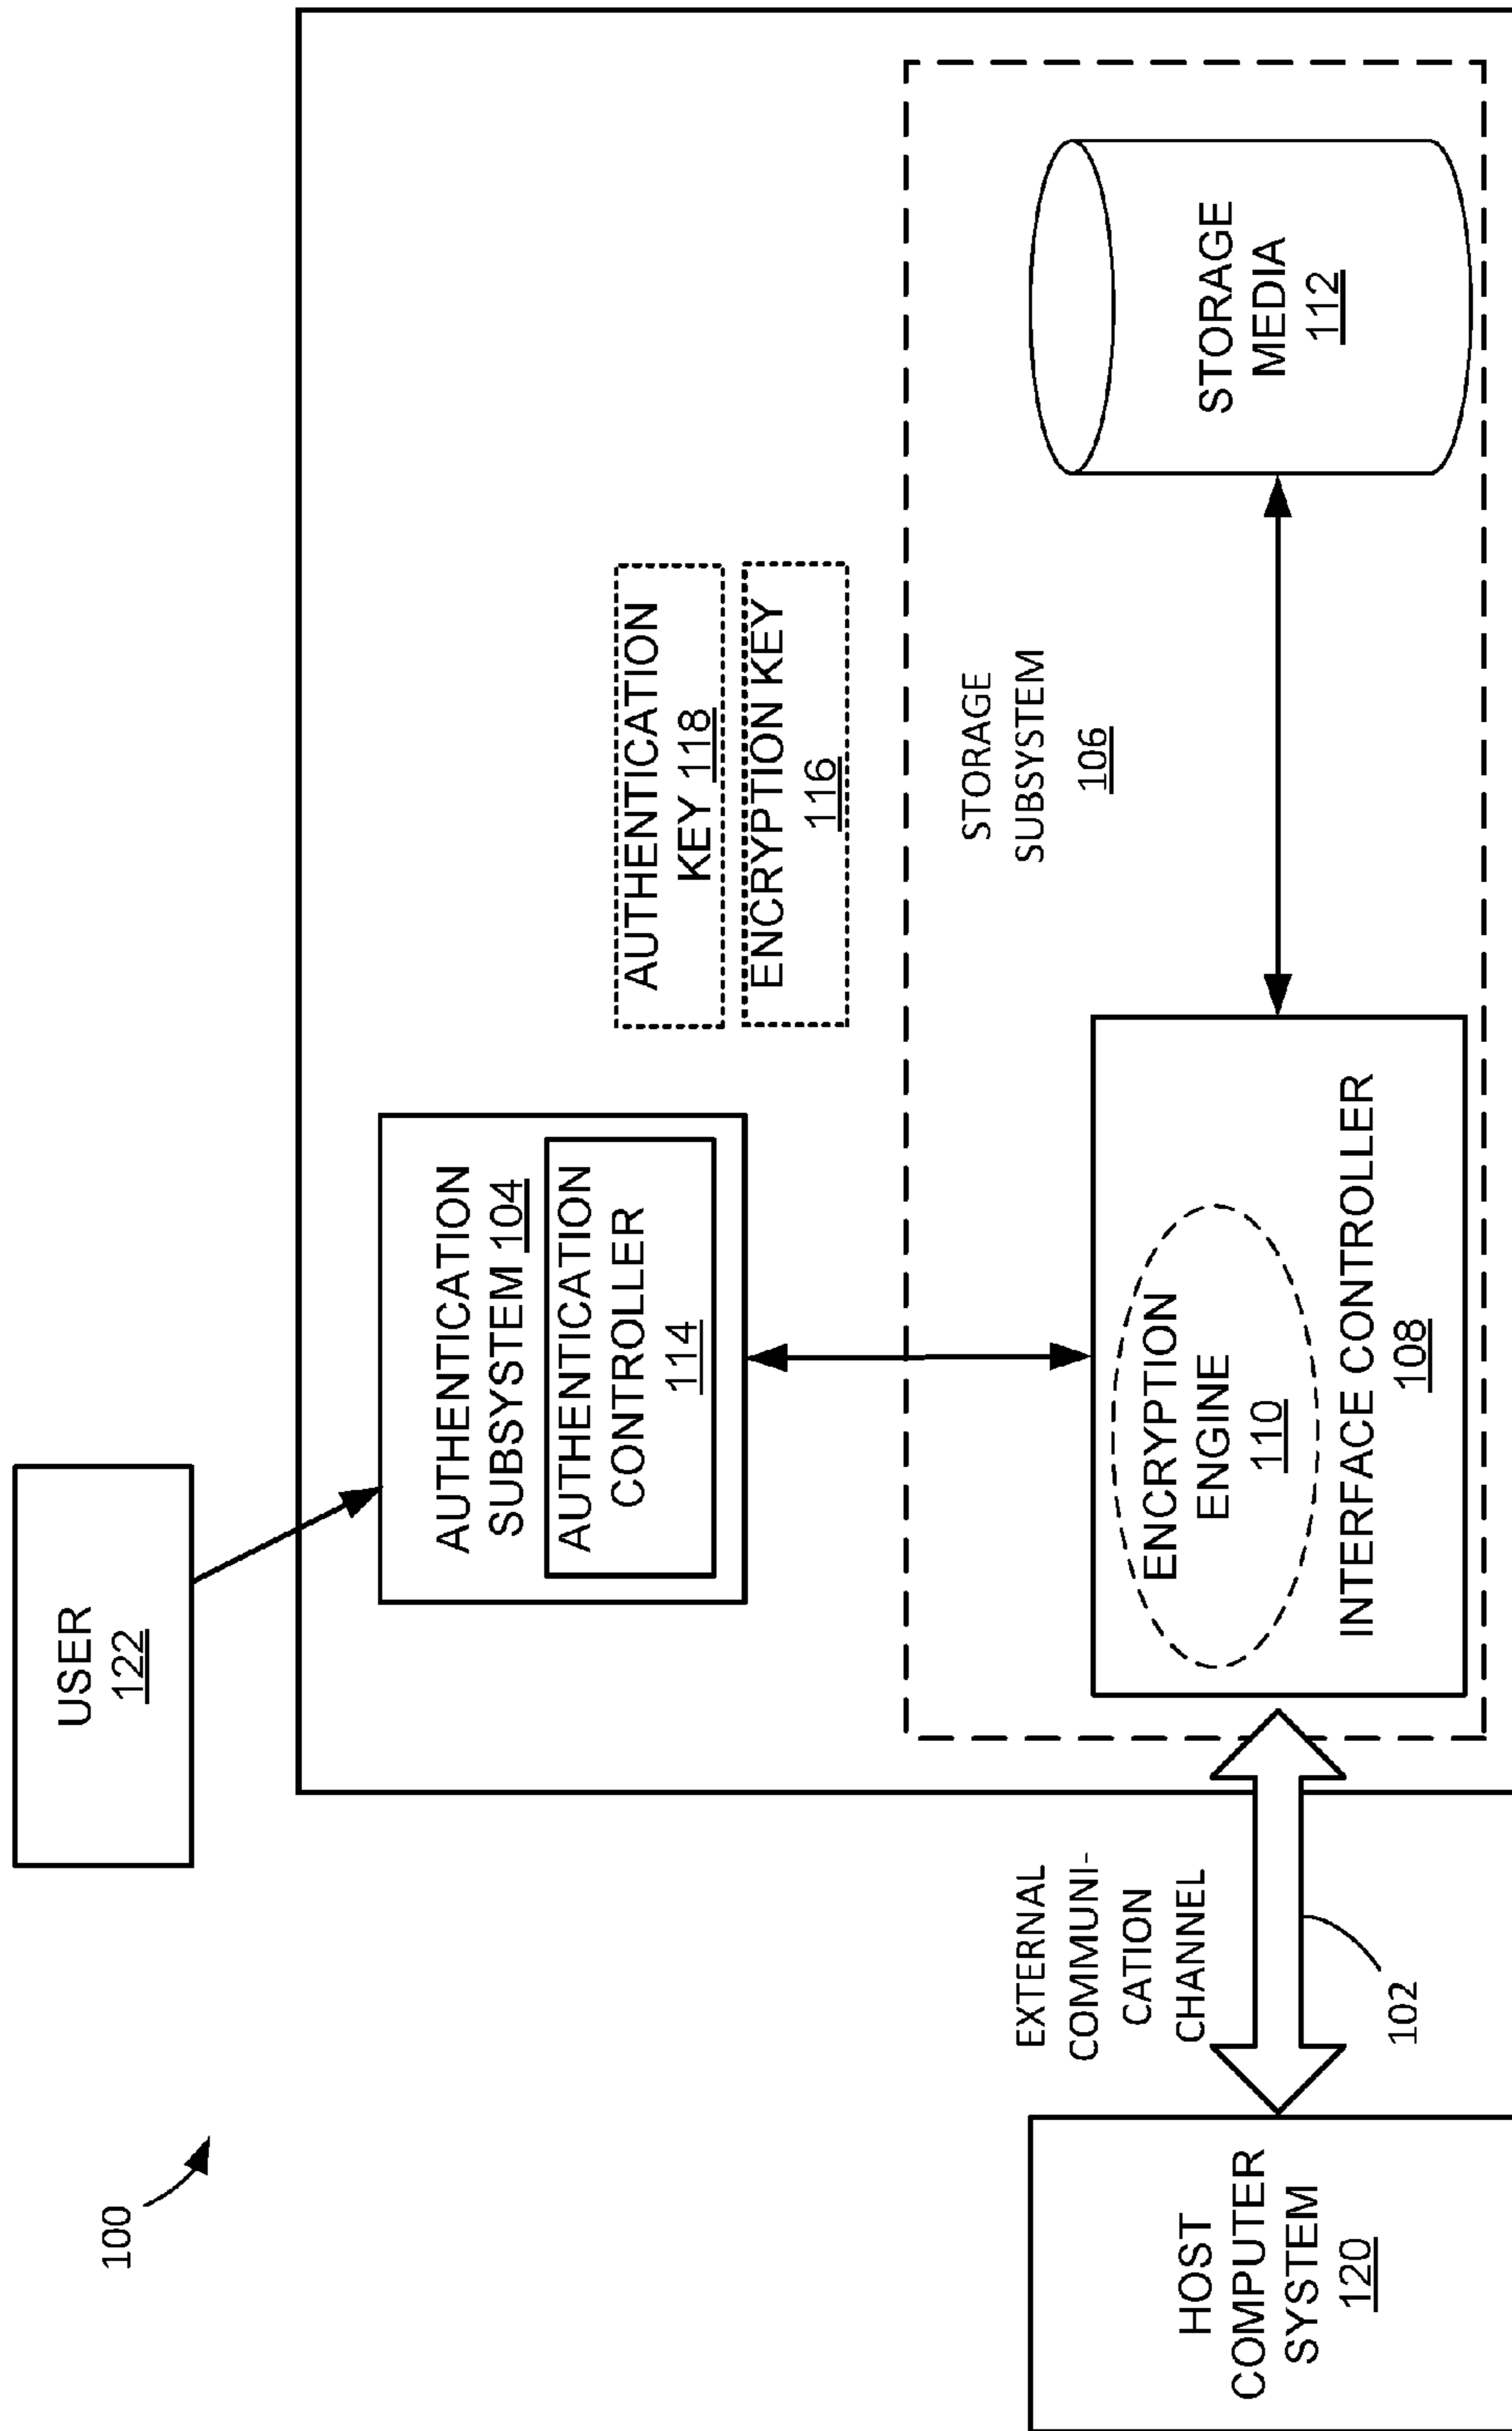 100
USER
122
AUTHENTICATION
SUBSYSTEM 104
AUTHENTICATION
CONTROLLER
114
AUTHENTICATION
KEY 118
ENCRYPTION KEY
116
STORAGE
SUBSYSTEM
106
EXTERNAL
COMMUNI-
CATION
CHANNEL
102
HOST
COMPUTER
SYSTEM
120
ENCRYPTION
ENGINE
110
INTERFACE CONTROLLER
108
STORAGE
MEDIA
112